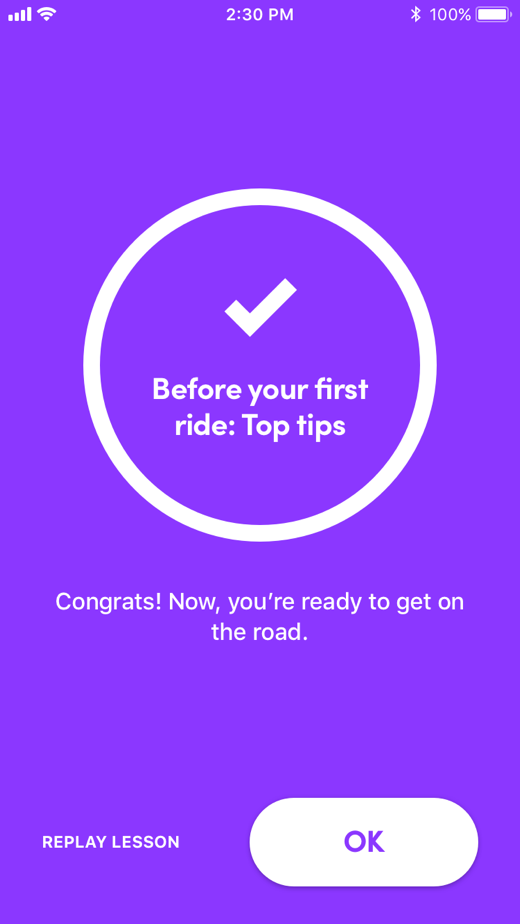 2:30 PM
100%
Before your first
ride: Top tips
Congrats! Now, you’re ready to get on
the road.
REPLAY LESSON
OK